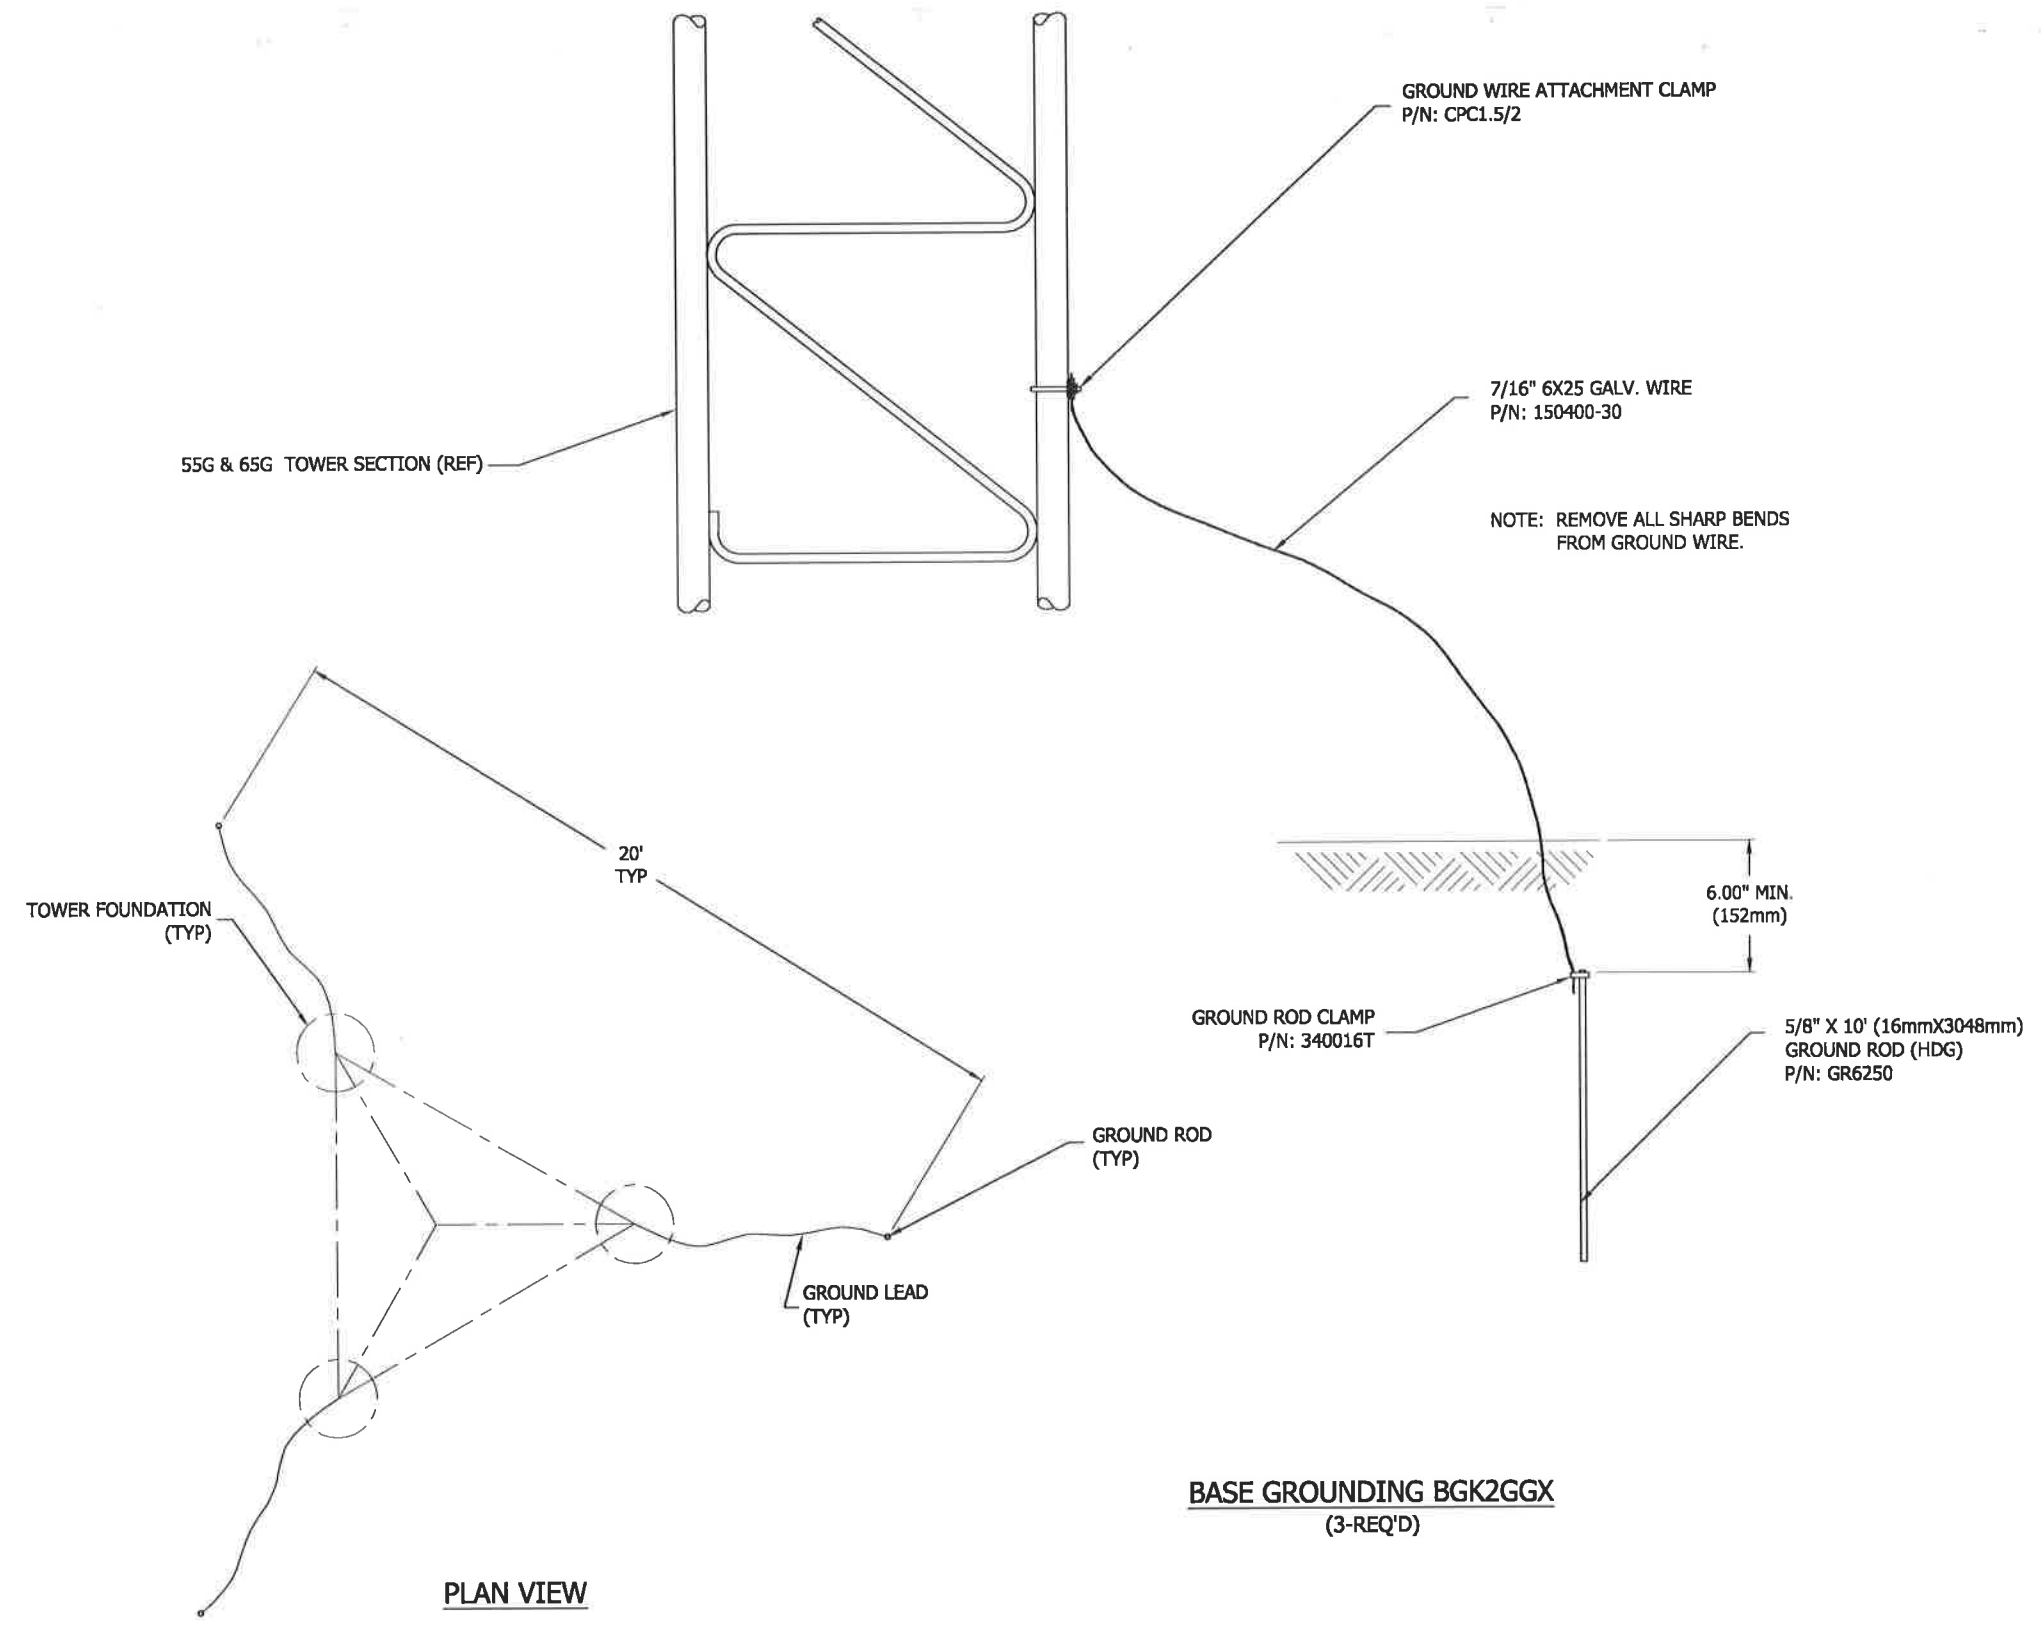 GROUND WIRE ATTACHMENT CLAMP
P/N: CPC1.5/2
7/16" 6X25 GALV. WIRE
P/N: 150400-30
55G & 65G TOWER SECTION (REF)
NOTE: REMOVE ALL SHARP BENDS
FROM GROUND WIRE.
20'
TYP
TOWER FOUNDATION
(TYP)
6.00" MIN.
(152mm)
GROUND ROD CLAMP
P/N: 340016T
5/8" X 10' (16mmX3048mm)
GROUND ROD (HDG)
P/N: GR6250
GROUND ROD
(TYP)
GROUND LEAD
(TYP)
BASE GROUNDING BGK2GGX
(3-REQ'D)
PLAN VIEW